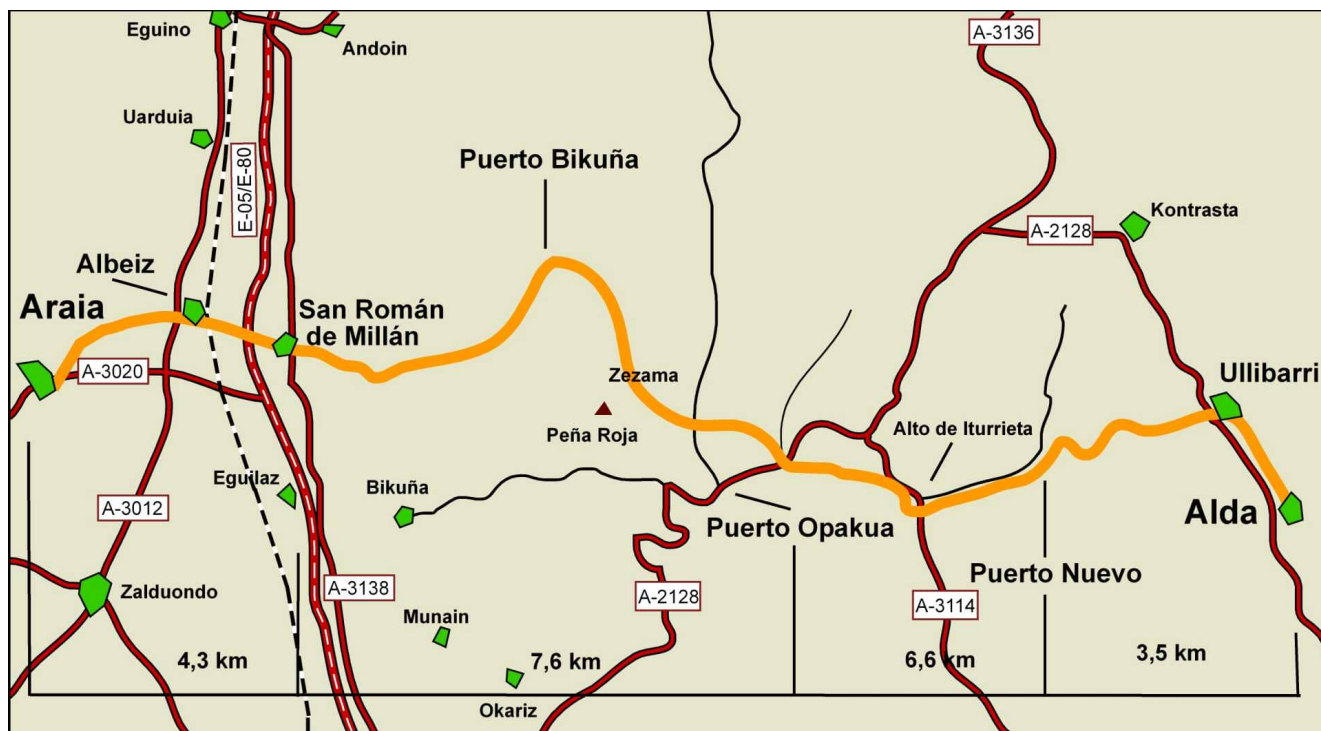 Eguino
Andoin
A-3136
Uarduia
E-05/E-80
Puerto Bikuña
Kontrasta
A-2128
Albeiz
Araia
San Román
de Millán
A-3020
Zezama
Ullibarri
Peña Roja
Alto de Iturrieta
Eguilaz
Bikuña
A-3012
Puerto Opakua
Alda
Puerto Nuevo
Zalduondo
A-3138
A-2128
A-3114
Munain
4,3 km
7,6 km
6,6 km
3,5 km
Okariz